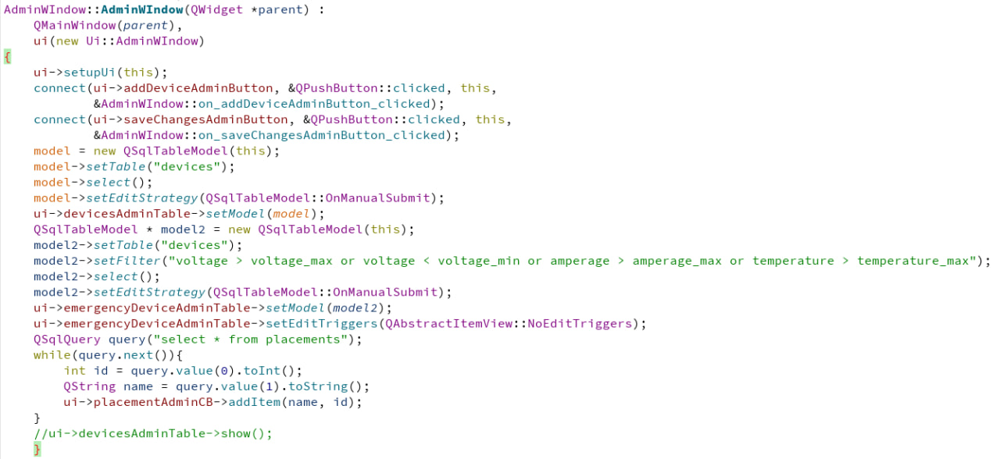 AdminWIndow::AdminWIndow(QWidget *parent) :
    QMainWindow(parent),
    ui(new Ui::AdminWIndow)
{
    ui->setupUi(this);
    connect(ui->addDeviceAdminButton, &QPushButton::clicked, this,
            &AdminWIndow::on_addDeviceAdminButton_clicked);
    connect(ui->saveChangesAdminButton, &QPushButton::clicked, this,
            &AdminWIndow::on_saveChangesAdminButton_clicked);
    model = new QSqlTableModel(this);
    model->setTable("devices");
    model->select();
    model->setEditStrategy(QSqlTableModel::OnManualSubmit);
    ui->devicesAdminTable->setModel(model);
    QSqlTableModel * model2 = new QSqlTableModel(this);
    model2->setTable("devices");
    model2->setFilter("voltage > voltage_max or voltage < voltage_min or amperage > amperage_max or temperature > temperature_max");
    model2->select();
    model2->setEditStrategy(QSqlTableModel::OnManualSubmit);
    ui->emergencyDeviceAdminTable->setModel(model2);
    ui->emergencyDeviceAdminTable->setEditTriggers(QAbstractItemView::NoEditTriggers);
    QSqlQuery query("select * from placements");
    while(query.next()){
        int id = query.value(0).toInt();
        QString name = query.value(1).toString();
        ui->placementAdminCB->addItem(name, id);
    }
    //ui->devicesAdminTable->show();
    }